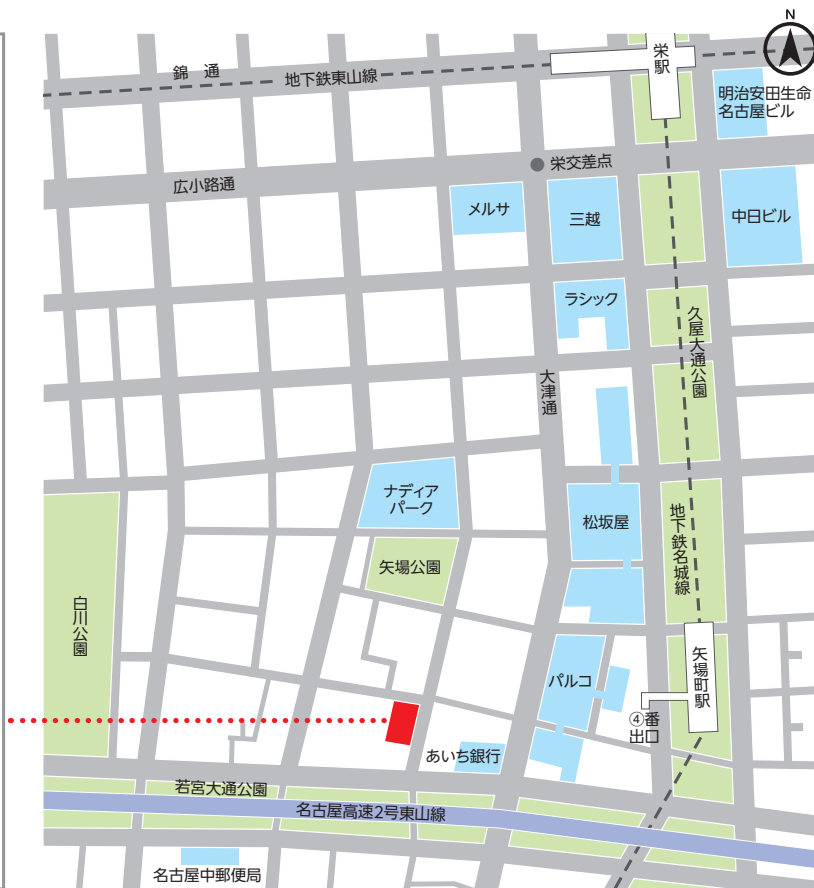 N
栄駅
錦通
地下鉄東山線
明治安田生命
名古屋ビル
栄交差点
広小路通
メルサ
三越
中日ビル
ラシック
久屋大通公園
大津通
ナディア
パーク
松坂屋
地下鉄名城線
矢場公園
白川公園
パルコ
矢場町駅
④番
出口
あいち銀行
若宮大通公園
名古屋高速2号東山線
名古屋中郵便局